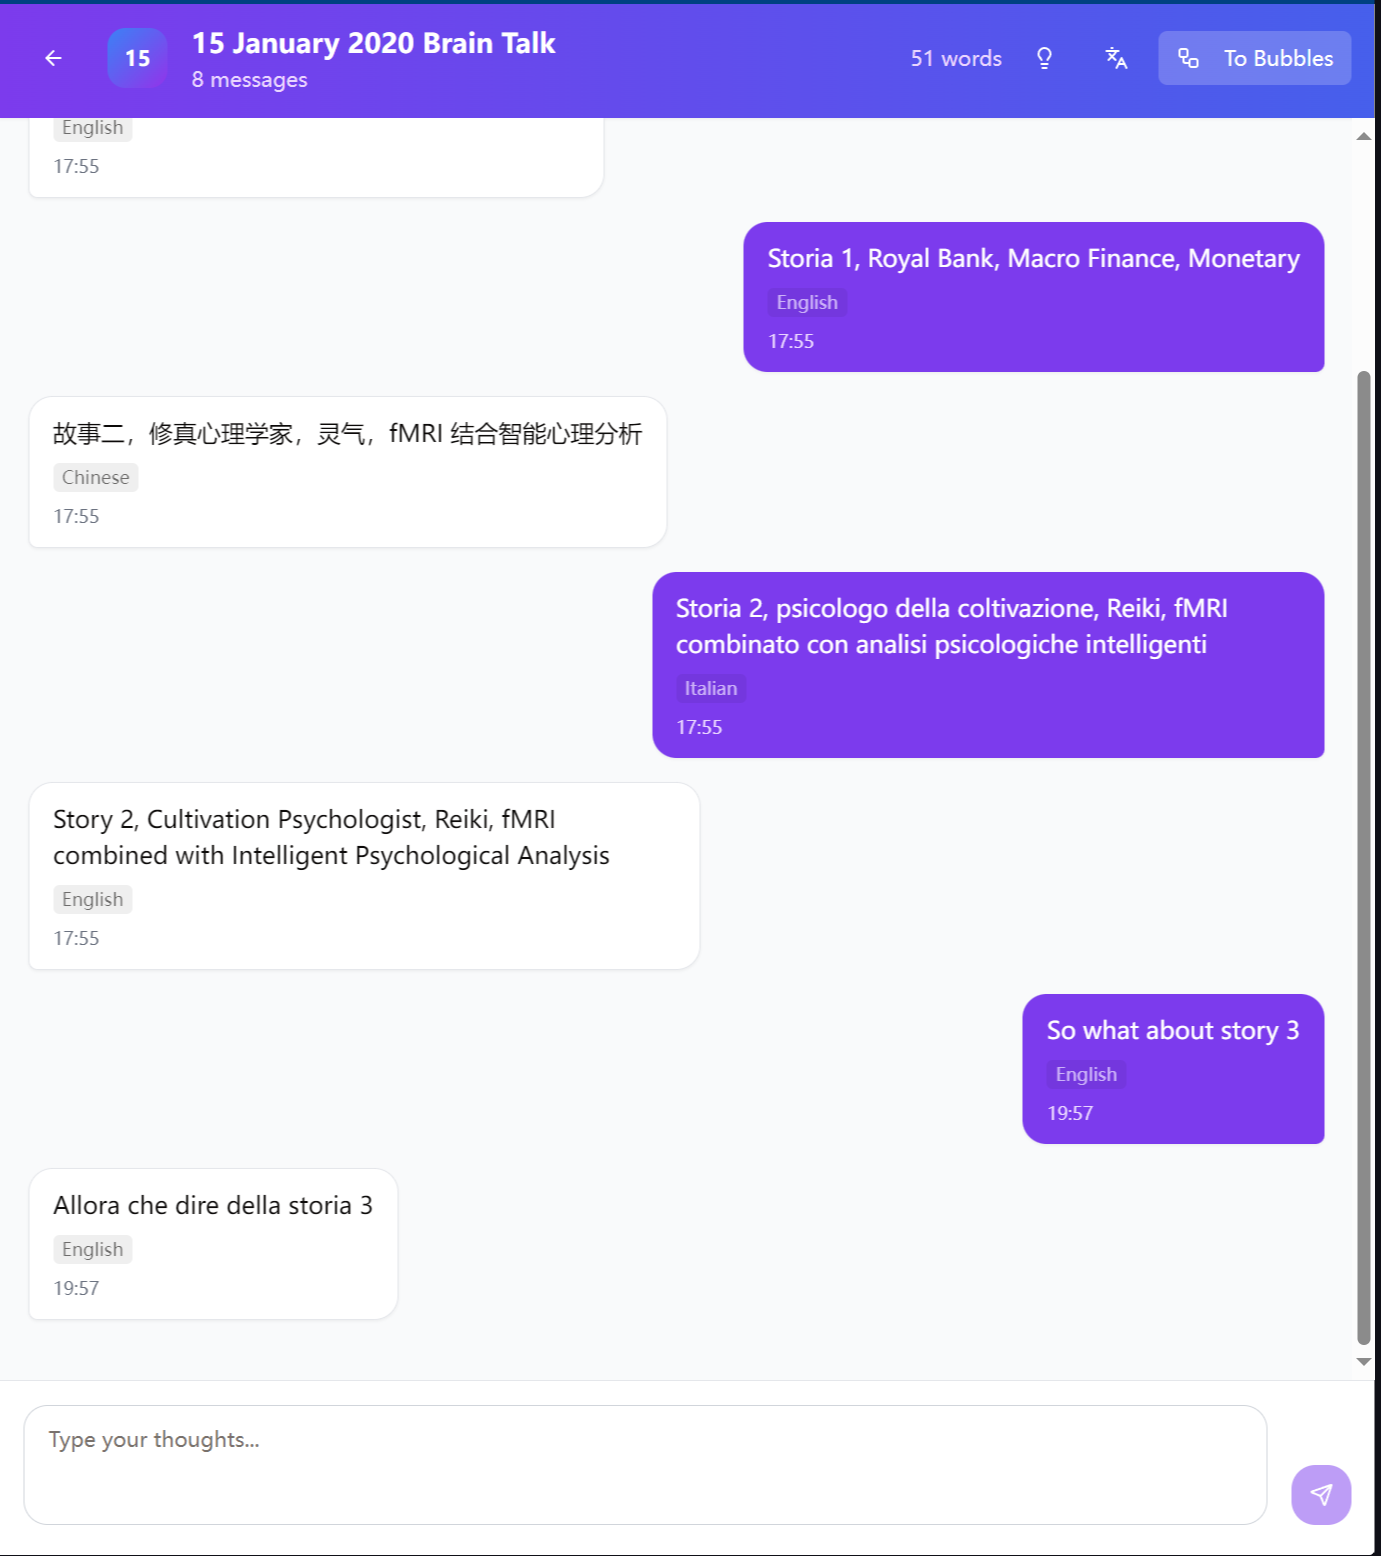 15
15 January 2020 Brain Talk
8 messages
51 words
To Bubbles
English
17:55
Storia 1, Royal Bank, Macro Finance, Monetary
English
17:55
故事二，修真心理学家，灵气，fMRI 结合智能心理分析
Chinese
17:55
Storia 2, psicologo della coltivazione, Reiki, fMRI
combinato con analisi psicologiche intelligenti
Italian
17:55
Story 2, Cultivation Psychologist, Reiki, fMRI
combined with Intelligent Psychological Analysis
English
17:55
So what about story 3
English
19:57
Allora che dire della storia 3
English
19:57
Type your thoughts...